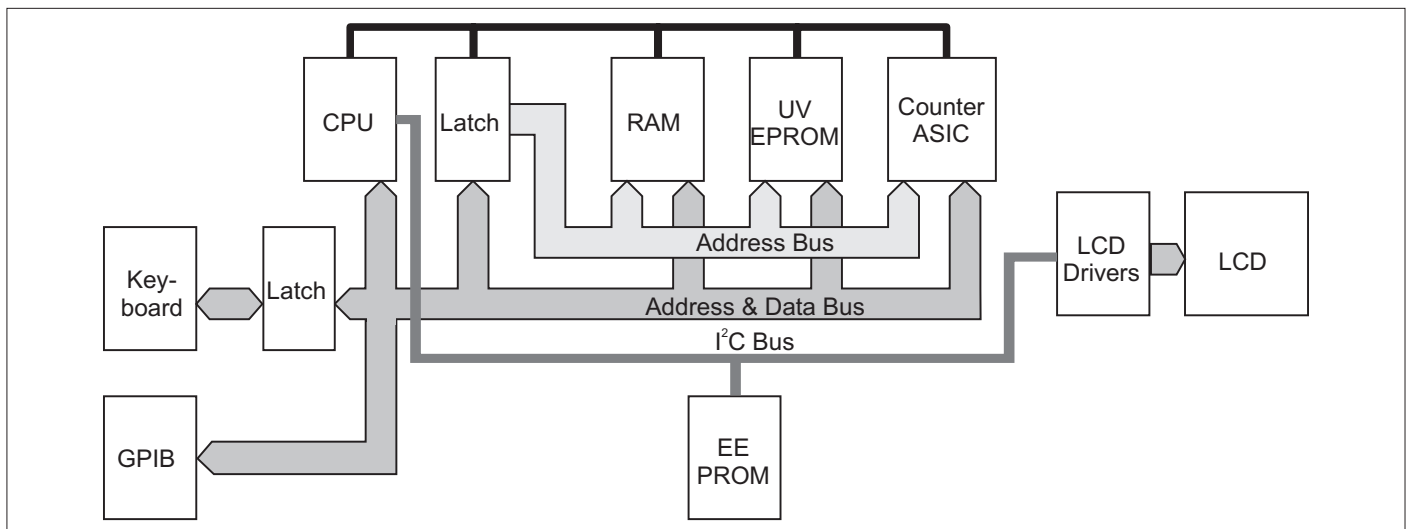 CPU
Latch
RAM
UV
EPROM
Counter
ASIC
Address Bus
Key-
board
Latch
LCD
Drivers
LCD
Address & Data Bus
I²C Bus
GPIB
EE
PROM